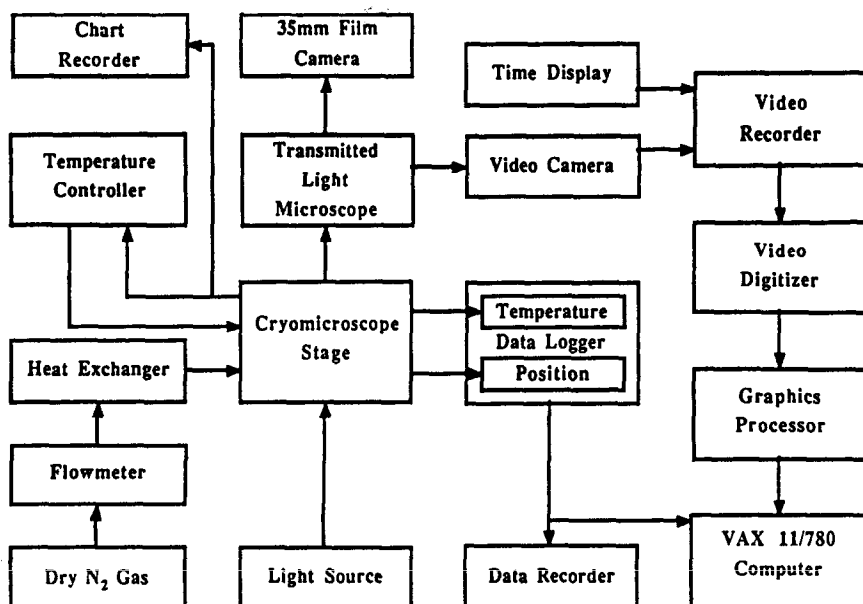 Chart
Recorder
35mm Film
Camera
Time Display
Video
Recorder
Temperature
Controller
Transmitted
Light
Microscope
Video Camera
Video
Digitizer
Cryomicroscope
Stage
Temperature
Data Logger
Position
Heat Exchanger
Graphics
Processor
Flowmeter
Dry N₂ Gas
Light Source
Data Recorder
VAX 11/780
Computer